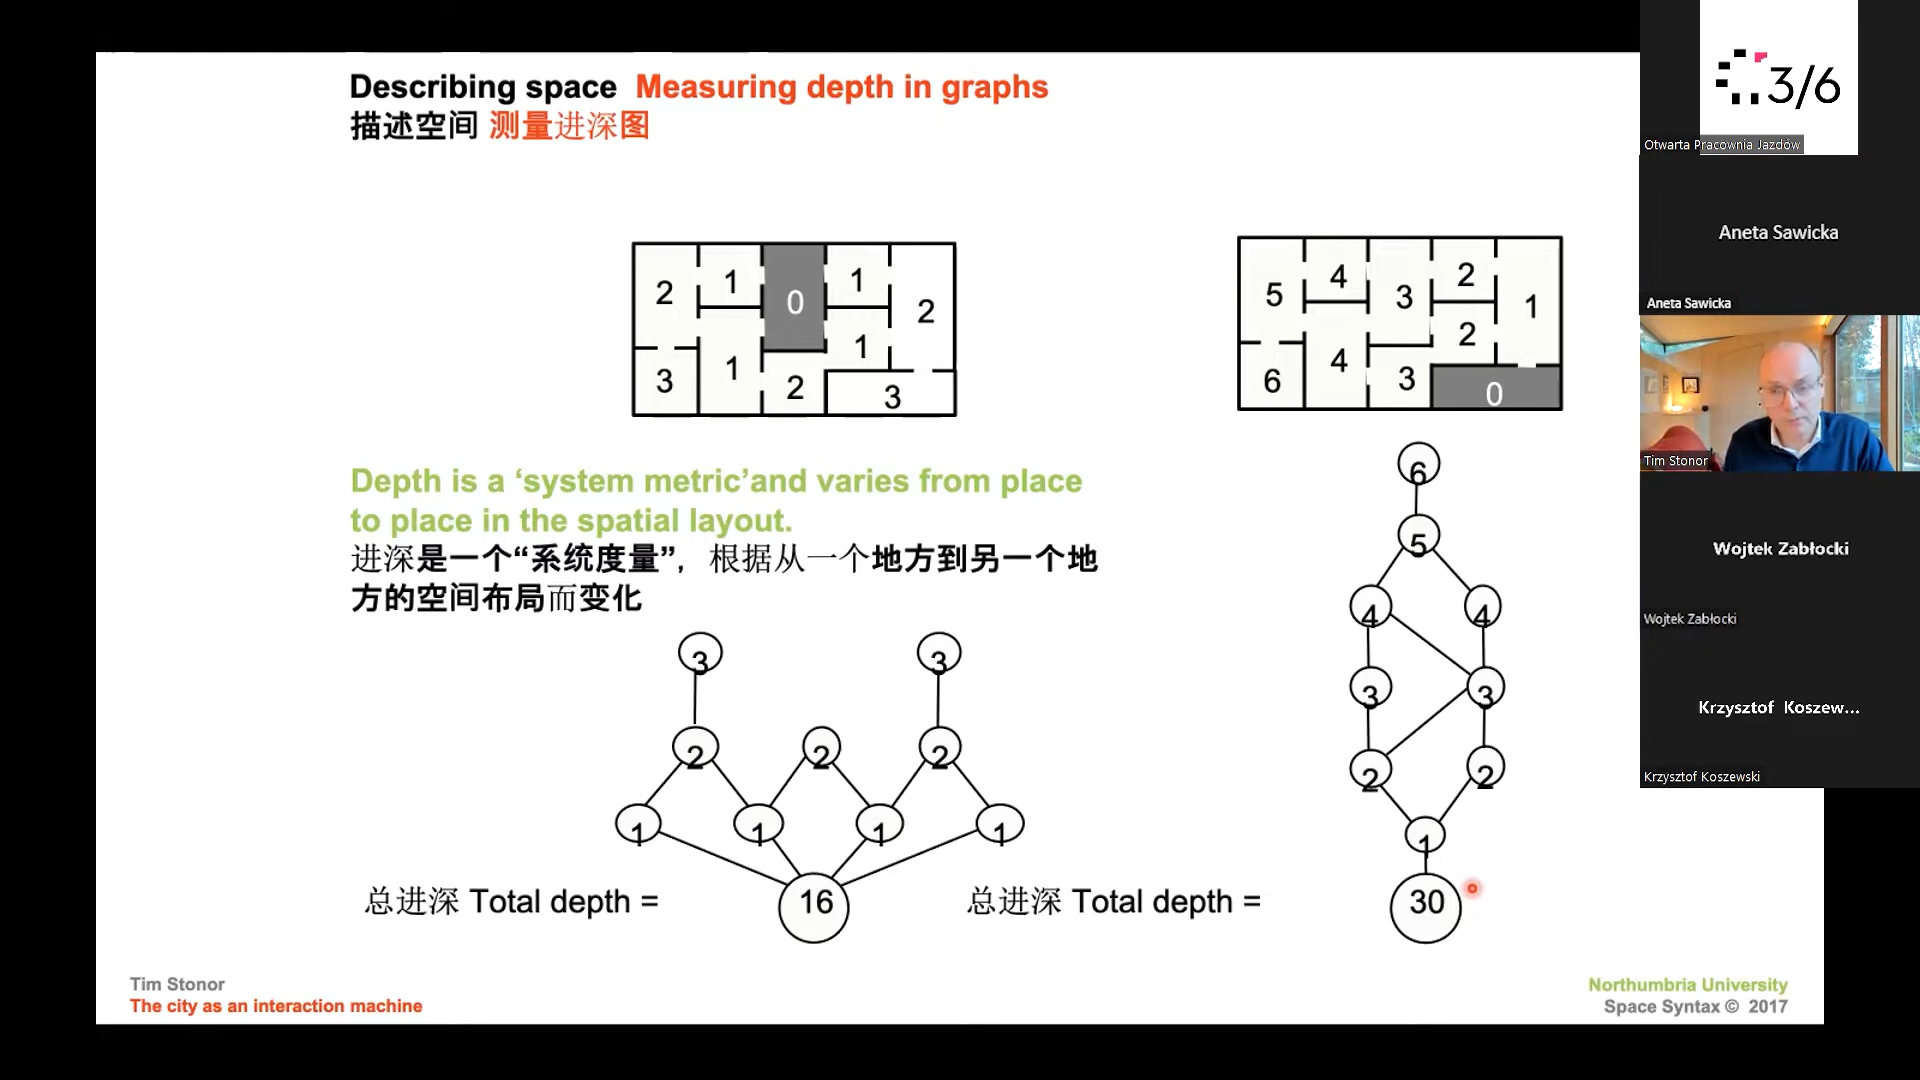 Describing space Measuring depth in graphs
描述空间 测量进深图
2 1 0 1 2
1
3 1 2 3
5 4 3 2 1
2
6 4 3 0
Depth is a ‘system metric’and varies from place
to place in the spatial layout.
进深是一个“系统度量”，根据从一个地方到另一个地
方的空间布局而变化
3 3
2 2 2
1 1 1 1
总进深 Total depth =
16
6
5
4 4
3 3
2 2
1
总进深 Total depth =
30
Tim Stonor
The city as an interaction machine
Northumbria University
Space Syntax © 2017
3/6
Otwarta Pracownia Jazdów
Aneta Sawicka
Aneta Sawicka
Tim Stonor
Wojtek Zabłocki
Wojtek Zabłocki
Krzysztof Koszew...
Krzysztof Koszewski